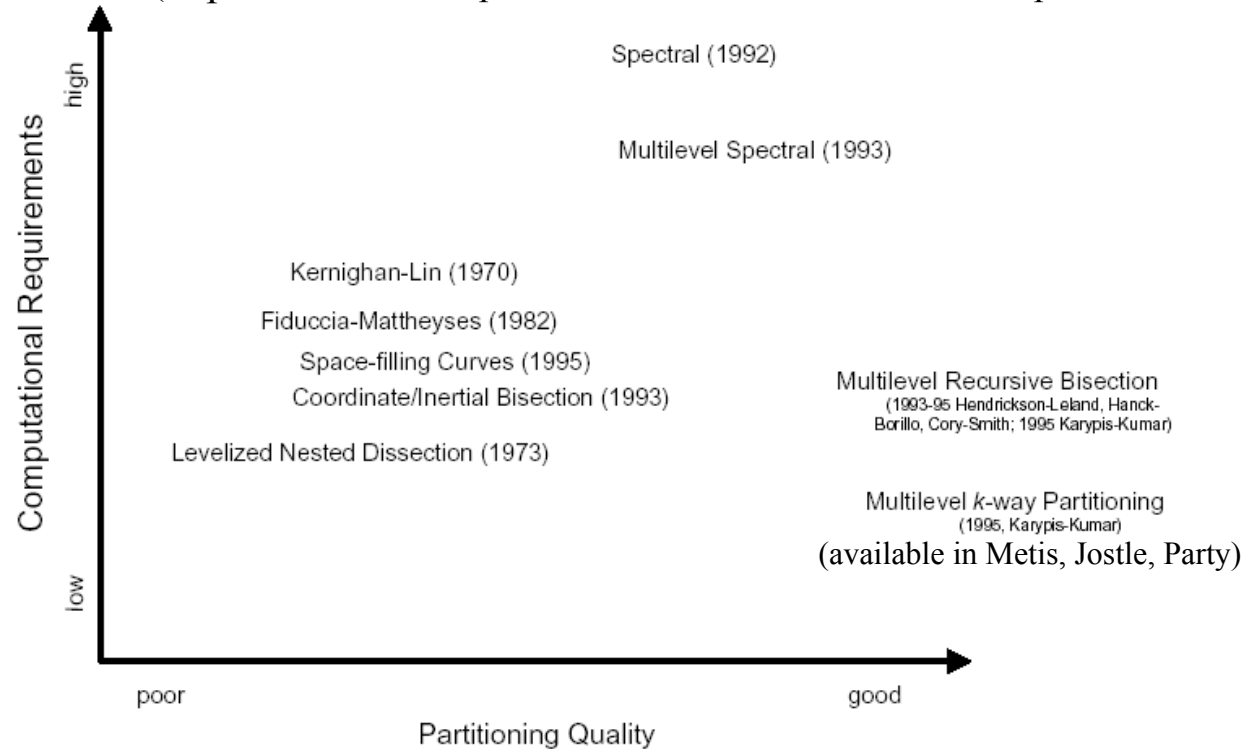 Spectral (1992)
high
Multilevel Spectral (1993)
Computational Requirements
Kernighan-Lin (1970)
Fiduccia-Mattheyses (1982)
Space-filling Curves (1995)
Coordinate/Inertial Bisection (1993)
Multilevel Recursive Bisection
(1993-95 Hendrickson-Leland, Hanck-
Borillo, Cory-Smith; 1995 Karypis-Kumar)
Levelized Nested Dissection (1973)
Multilevel k-way Partitioning
(1995, Karypis-Kumar)
(available in Metis, Jostle, Party)
low
poor
good
Partitioning Quality